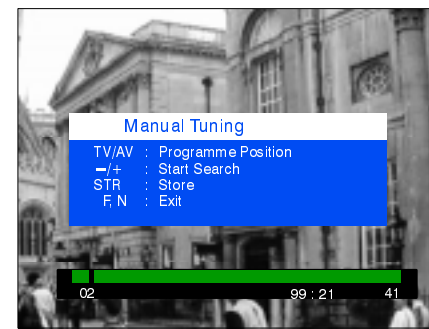 Manual Tuning
TV/AV : Programme Position
−/+ : Start Search
STR : Store
F, N : Exit
02 99 : 21 41